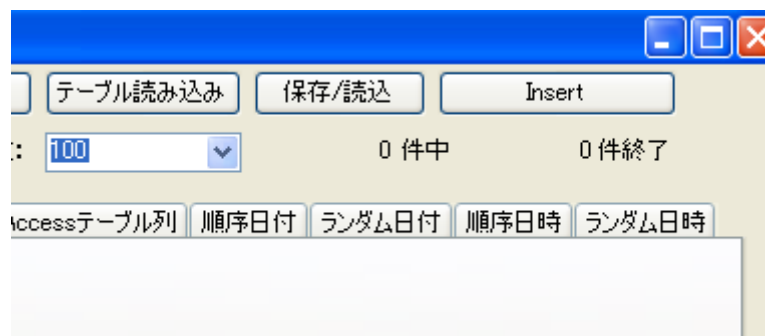 テーブル読み込み 保存/読込 Insert
: 100 0 件中 0 件終了
Accessテーブル列 順序日付 ランダム日付 順序日時 ランダム日時